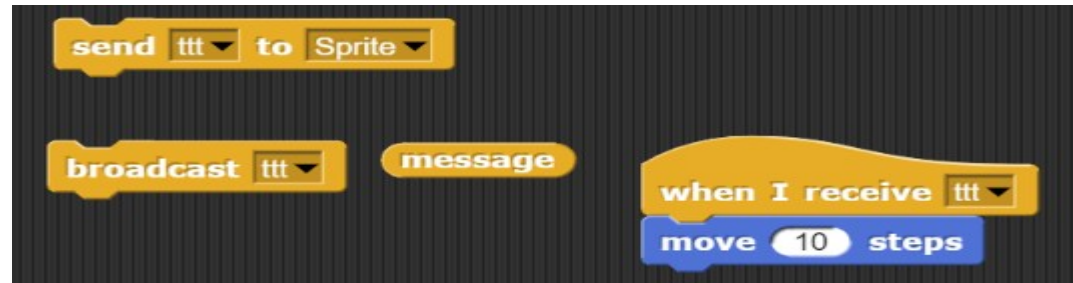 send ttt to Sprite
broadcast ttt
message
when I receive ttt
move 10 steps